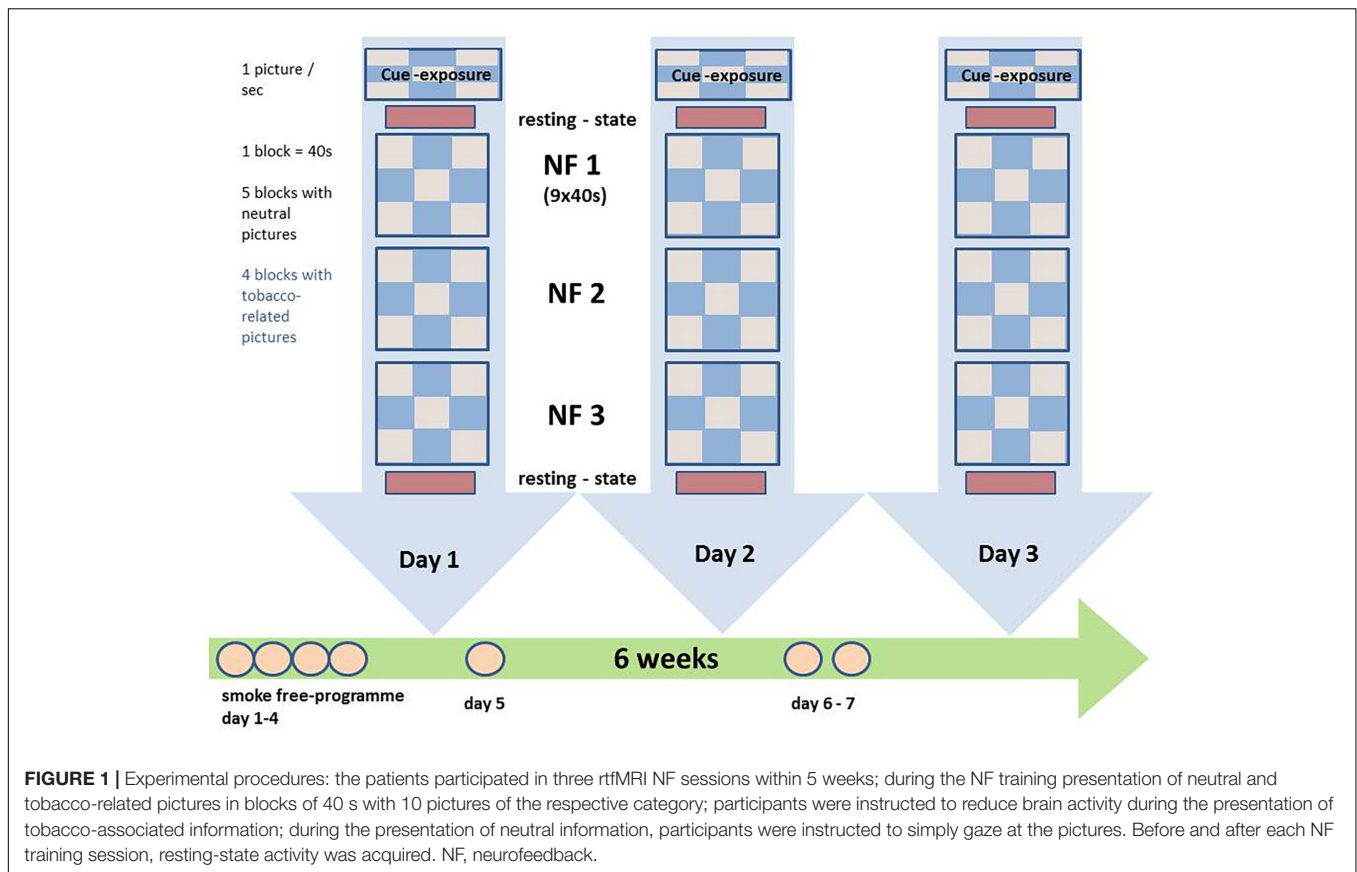 1 picture /
sec
Cue -exposure
Cue -exposure
Cue -exposure
resting - state
1 block = 40s
5 blocks with
neutral
pictures
4 blocks with
tobacco-
related
pictures
NF 1
(9x40s)
NF 2
NF 3
resting - state
Day 1
Day 2
Day 3
6 weeks
smoke free-programme
day 1-4
day 5
day 6 - 7
FIGURE 1 | Experimental procedures: the patients participated in three rtfMRI NF sessions within 5 weeks; during the NF training presentation of neutral and
tobacco-related pictures in blocks of 40 s with 10 pictures of the respective category; participants were instructed to reduce brain activity during the presentation of
tobacco-associated information; during the presentation of neutral information, participants were instructed to simply gaze at the pictures. Before and after each NF
training session, resting-state activity was acquired. NF, neurofeedback.